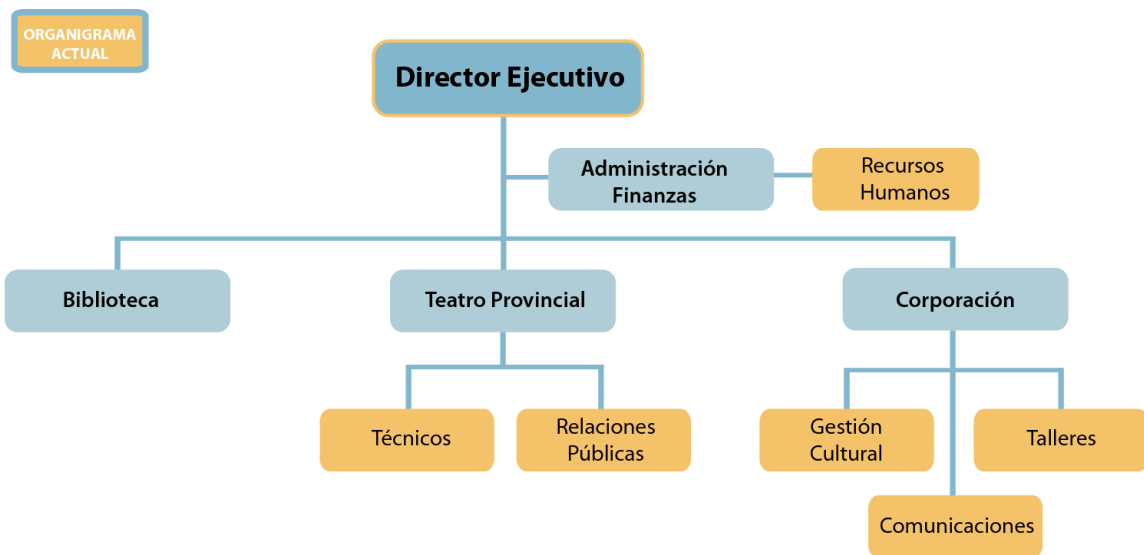 ORGANIGRAMA
ACTUAL
Director Ejecutivo
Administración
Finanzas
Recursos
Humanos
Biblioteca
Teatro Provincial
Corporación
Técnicos
Relaciones
Públicas
Gestión
Cultural
Talleres
Comunicaciones